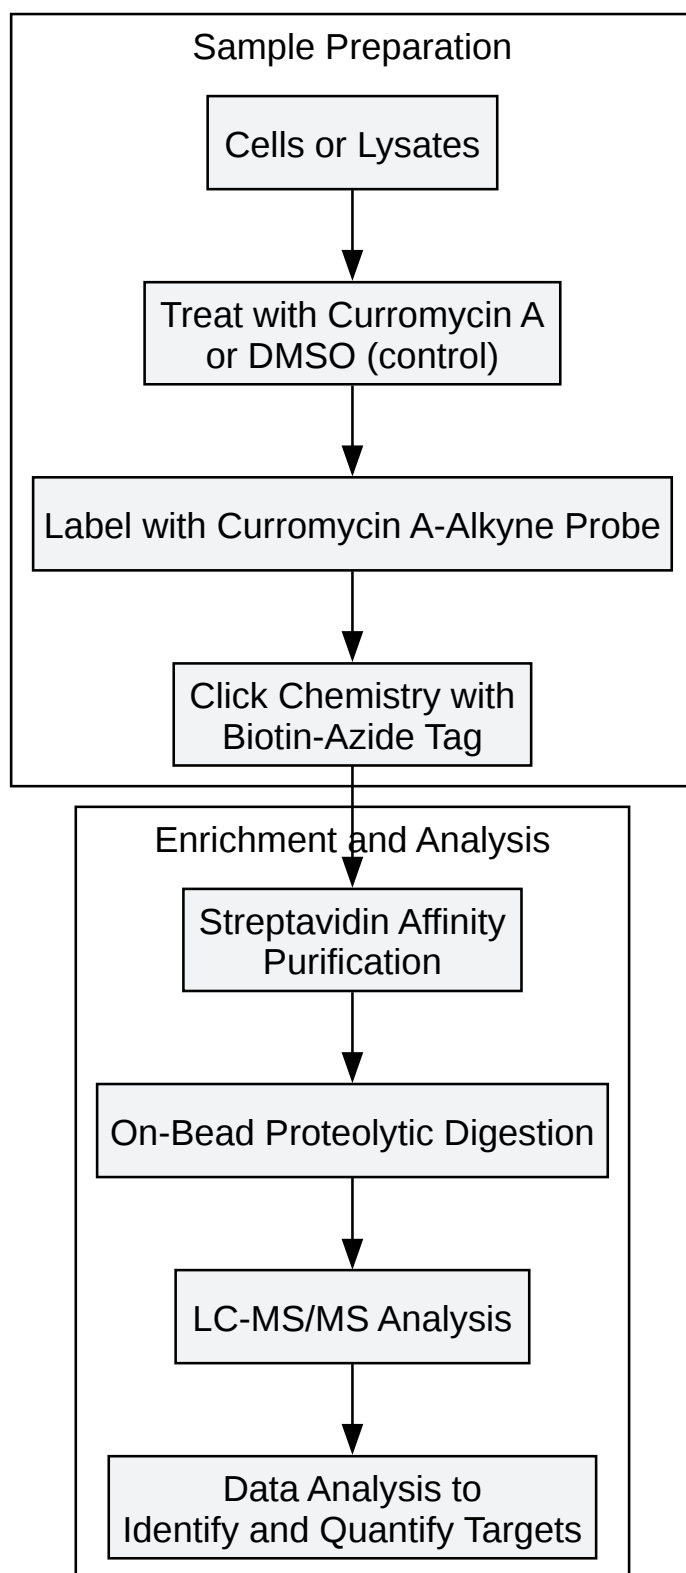 Sample Preparation
Cells or Lysates
Treat with Curromycin A
or DMSO (control)
Label with Curromycin A-Alkyne Probe
Click Chemistry with
Biotin-Azide Tag
Enrichment and Analysis
Streptavidin Affinity
Purification
On-Bead Proteolytic Digestion
LC-MS/MS Analysis
Data Analysis to
Identify and Quantify Targets